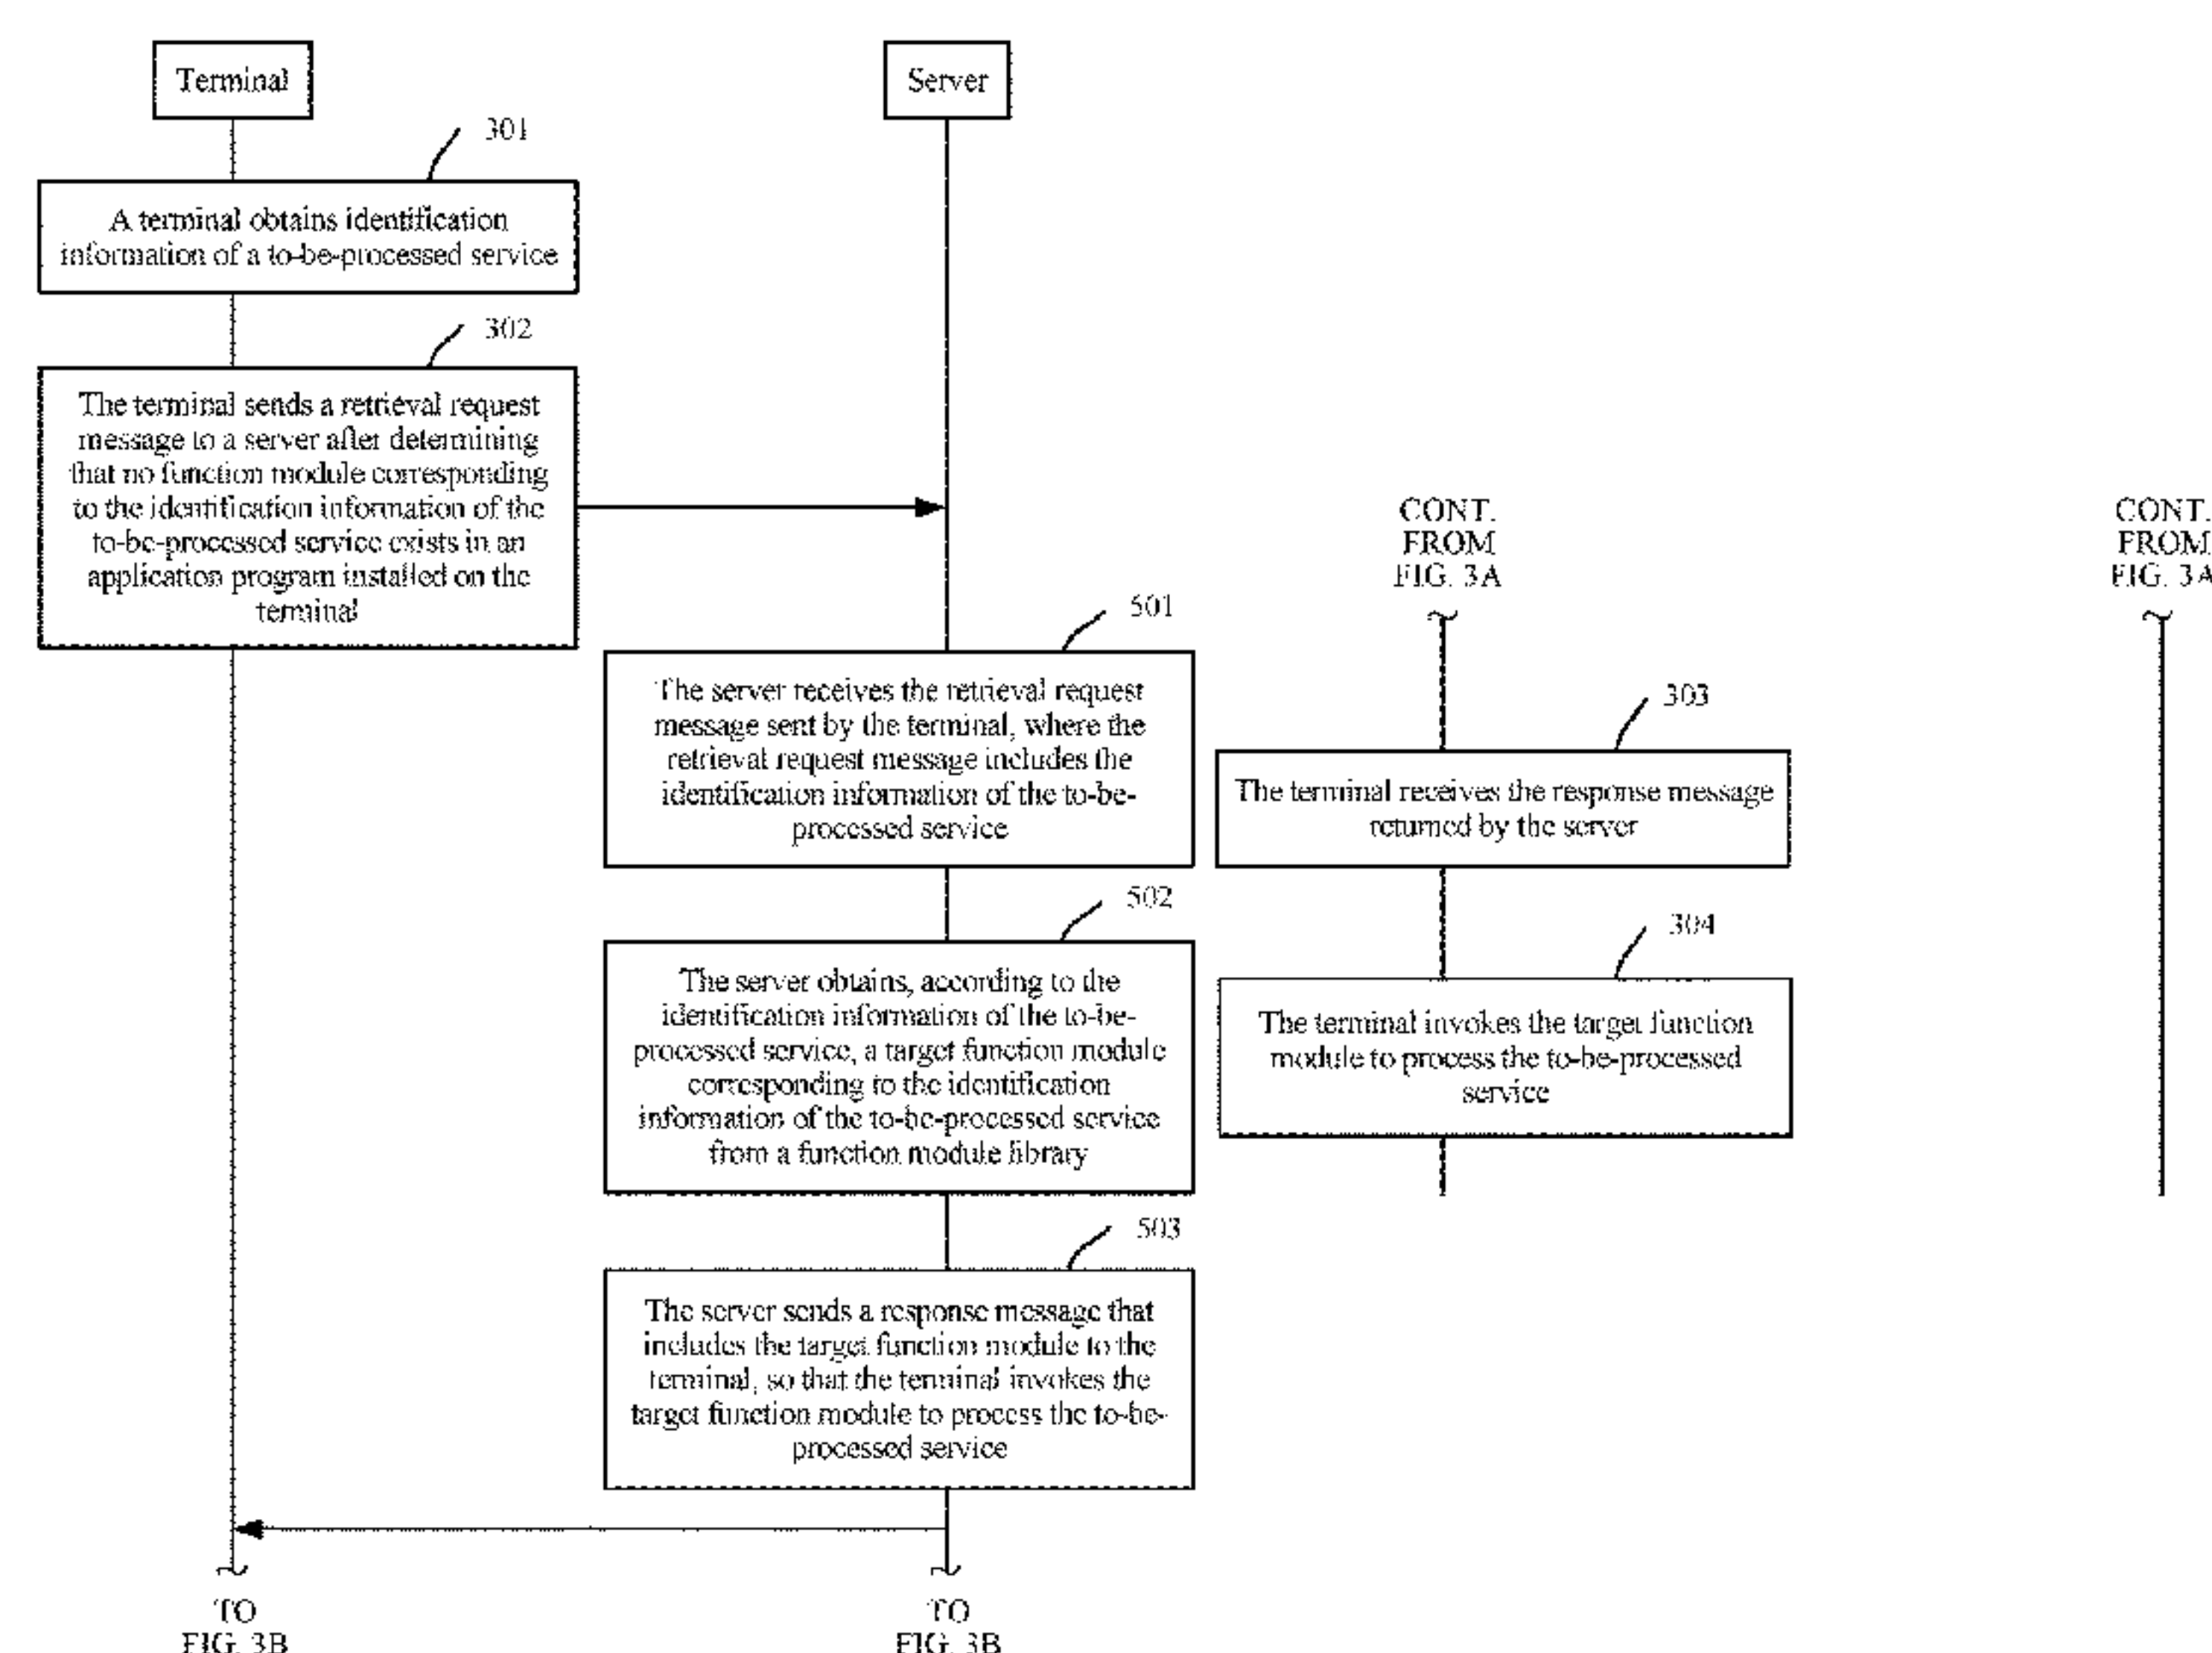 Terminal
Server
301
A terminal obtains identification
information of a to-be-processed service
302
The terminal sends a retrieval request
message to a server after determining
that no function module corresponding
to the identification information of the
to-be-processed service exists in an
application program installed on the
terminal
501
The server receives the retrieval request
message sent by the terminal, where the
retrieval request message includes the
identification information of the to-be-
processed service
502
The server obtains, according to the
identification information of the to-be-
processed service, a target function module
corresponding to the identification
information of the to-be-processed service
from a function module library
503
The server sends a response message that
includes the target function module to the
terminal, so that the terminal invokes the
target function module to process the to-be-
processed service
TO
FIG. 3B
TO
FIG. 3B
CONT.
FROM
FIG. 3A
CONT.
FROM
FIG. 3A
303
The terminal receives the response message
returned by the server
304
The terminal invokes the target function
module to process the to-be-processed
service